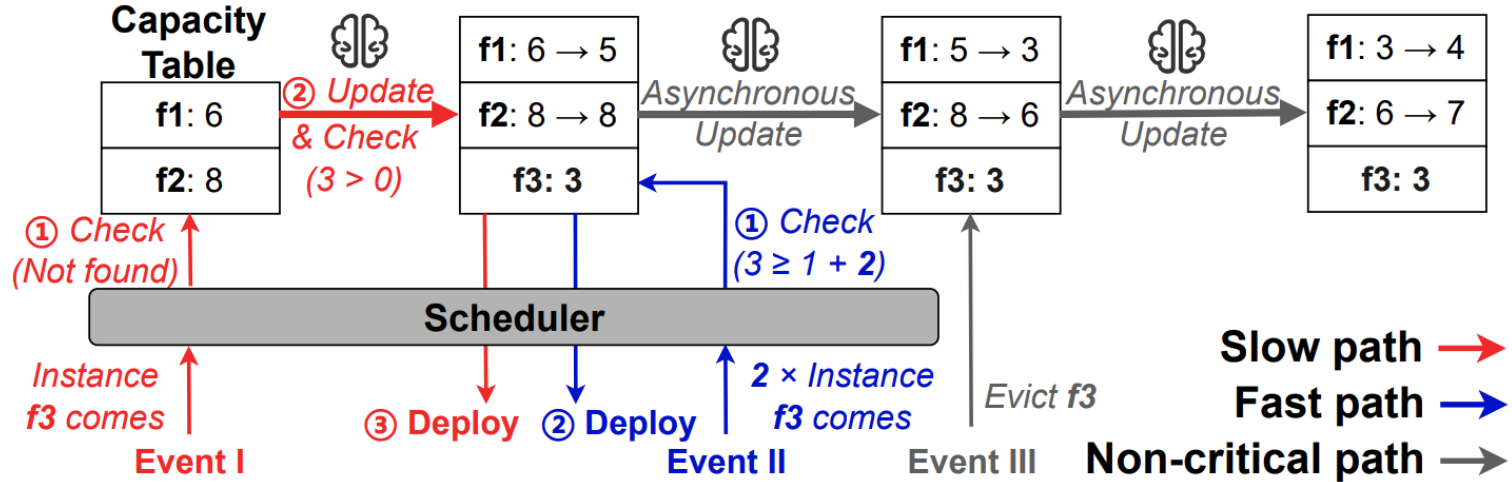 Capacity
Table
f1: 6
f2: 8
② Update
& Check
(3 > 0)
f1: 6 → 5
f2: 8 → 8
f3: 3
Asynchronous
Update
f1: 5 → 3
f2: 8 → 6
f3: 3
Asynchronous
Update
f1: 3 → 4
f2: 6 → 7
f3: 3
① Check
(Not found)
① Check
(3 ≥ 1 + 2)
Scheduler
Instance
f3 comes
Event I
③ Deploy
② Deploy
2 × Instance
f3 comes
Event II
Evict f3
Event III
Slow path
Fast path
Non-critical path